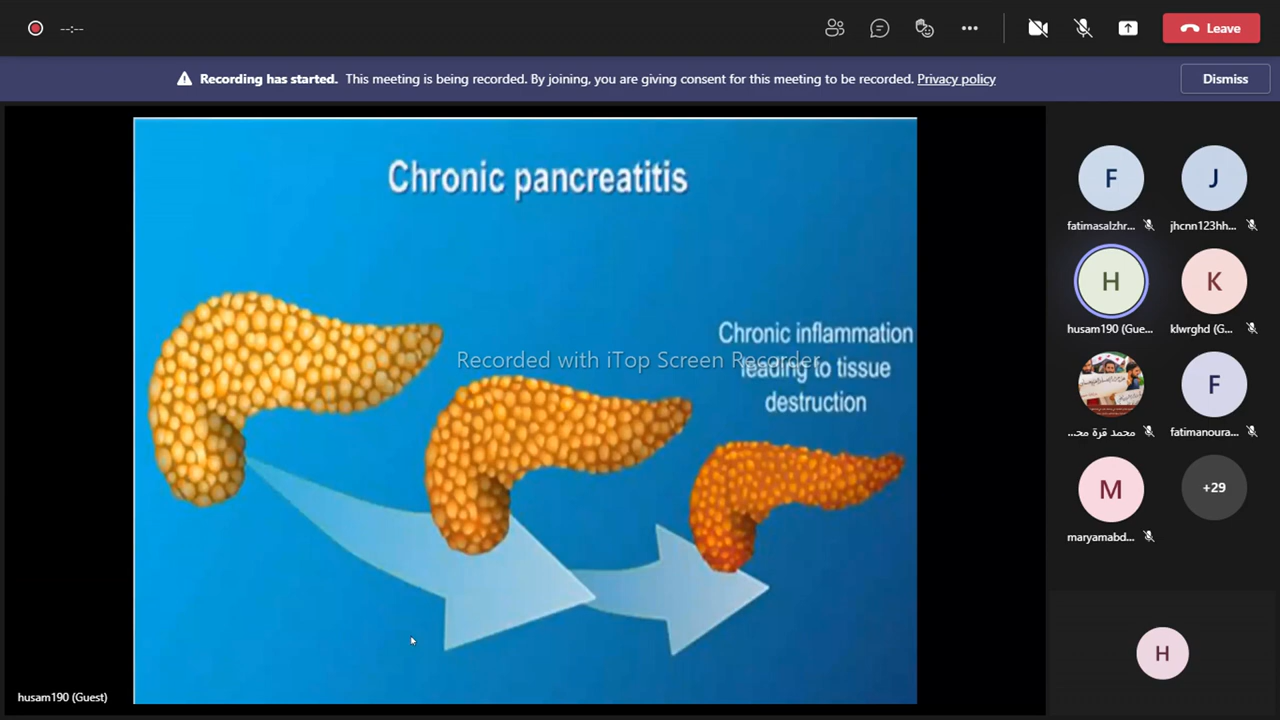 --:--
Leave
Recording has started. This meeting is being recorded. By joining, you are giving consent for this meeting to be recorded. Privacy policy
Dismiss
Chronic pancreatitis
Chronic inflammation
leading to tissue
destruction
Recorded with iTop Screen Recorder
husam190 (Guest)
F
J
fatimasalzhr...
jhcnn123hh...
H
K
husam190 (Gue...
klwrghd (G...
F
محمد قرة مح...
fatimanoura...
M
+29
maryamabd...
H